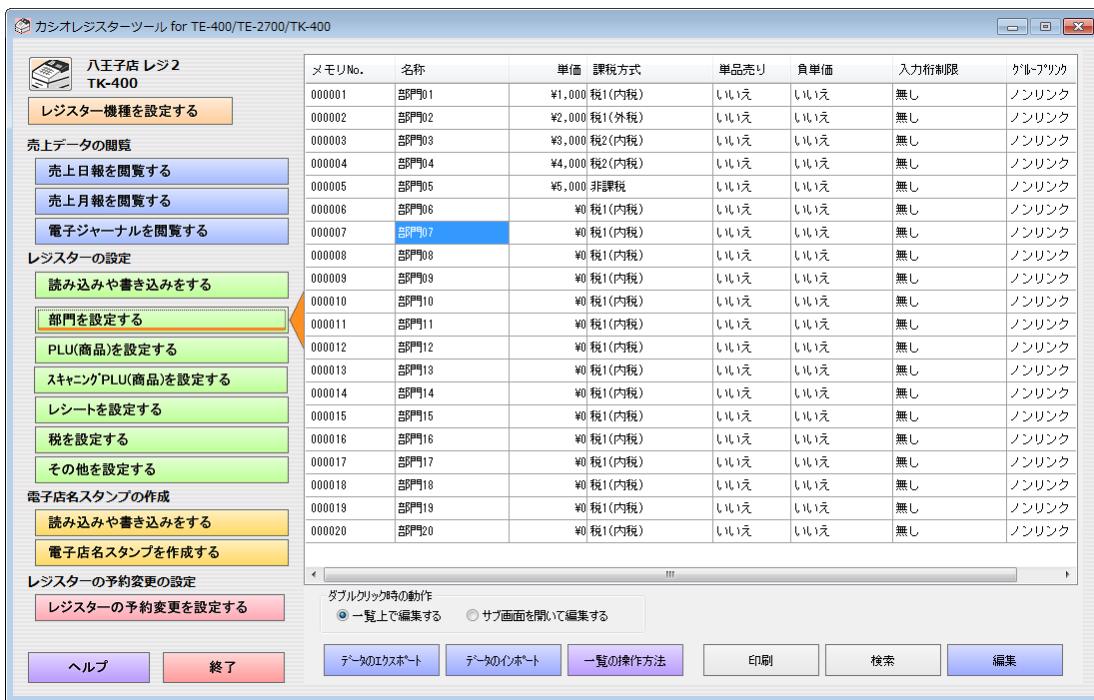 カシオレジスターツール for TE-400/TE-2700/TK-400
八王子店 レジ2
TK-400
レジスター機種を設定する
売上データの閲覧
売上日報を閲覧する
売上月報を閲覧する
電子ジャーナルを閲覧する
レジスターの設定
読み込みや書き込みをする
部門を設定する
PLU(商品)を設定する
スキャニングPLU(商品)を設定する
レシートを設定する
税を設定する
その他を設定する
電子店名スタンプの作成
読み込みや書き込みをする
電子店名スタンプを作成する
レジスターの予約変更の設定
レジスターの予約変更を設定する
ヘルプ 終了
メモリNo. 名称 単価 課税方式 単品売り 負単価 入力桁制限 グループリンク
000001 部門01 ¥1,000 税1(内税) いいえ いいえ 無し ノンリンク
000002 部門02 ¥2,000 税1(外税) いいえ いいえ 無し ノンリンク
000003 部門03 ¥3,000 税2(内税) いいえ いいえ 無し ノンリンク
000004 部門04 ¥4,000 税2(内税) いいえ いいえ 無し ノンリンク
000005 部門05 ¥5,000 非課税 いいえ いいえ 無し ノンリンク
000006 部門06 ¥0 税1(内税) いいえ いいえ 無し ノンリンク
000007 部門07 ¥0 税1(内税) いいえ いいえ 無し ノンリンク
000008 部門08 ¥0 税1(内税) いいえ いいえ 無し ノンリンク
000009 部門09 ¥0 税1(内税) いいえ いいえ 無し ノンリンク
000010 部門10 ¥0 税1(内税) いいえ いいえ 無し ノンリンク
000011 部門11 ¥0 税1(内税) いいえ いいえ 無し ノンリンク
000012 部門12 ¥0 税1(内税) いいえ いいえ 無し ノンリンク
000013 部門13 ¥0 税1(内税) いいえ いいえ 無し ノンリンク
000014 部門14 ¥0 税1(内税) いいえ いいえ 無し ノンリンク
000015 部門15 ¥0 税1(内税) いいえ いいえ 無し ノンリンク
000016 部門16 ¥0 税1(内税) いいえ いいえ 無し ノンリンク
000017 部門17 ¥0 税1(内税) いいえ いいえ 無し ノンリンク
000018 部門18 ¥0 税1(内税) いいえ いいえ 無し ノンリンク
000019 部門19 ¥0 税1(内税) いいえ いいえ 無し ノンリンク
000020 部門20 ¥0 税1(内税) いいえ いいえ 無し ノンリンク
ダブルクリック時の動作
一覧上で編集する サブ画面を開いて編集する
データのエクスポート データのインポート 一覧の操作方法 印刷 検索 編集